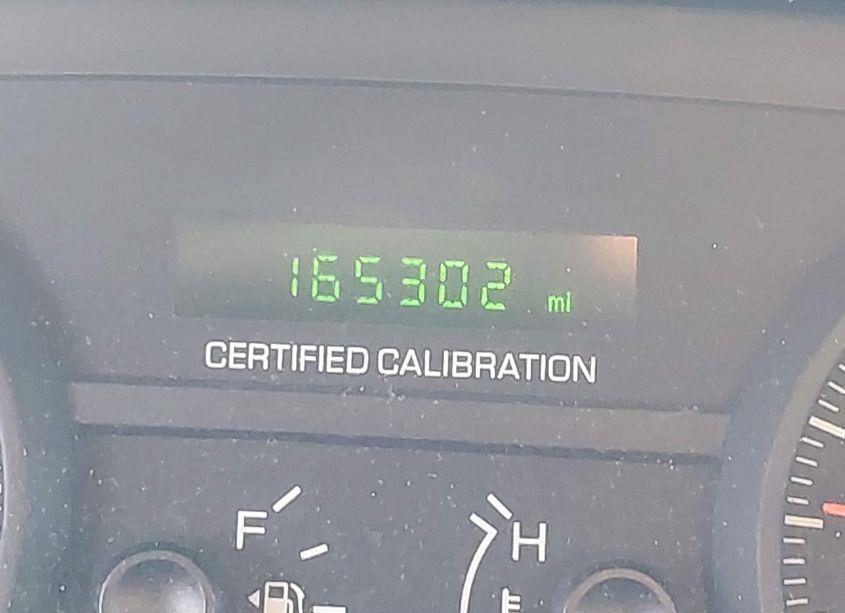 165302 mi
CERTIFIED CALIBRATION
F H